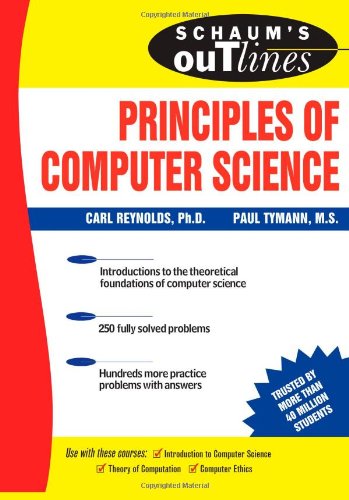 SCHAUM'S
ouTlines
PRINCIPLES OF
COMPUTER SCIENCE
CARL REYNOLDS, Ph.D. PAUL TYMANN, M.S.
Introductions to the theoretical
foundations of computer science
250 fully solved problems
Hundreds more practice
problems with answers
TRUSTED BY
MORE THAN
40 MILLION
STUDENTS
Use with these courses: Introduction to Computer Science
Theory of Computation Computer Ethics